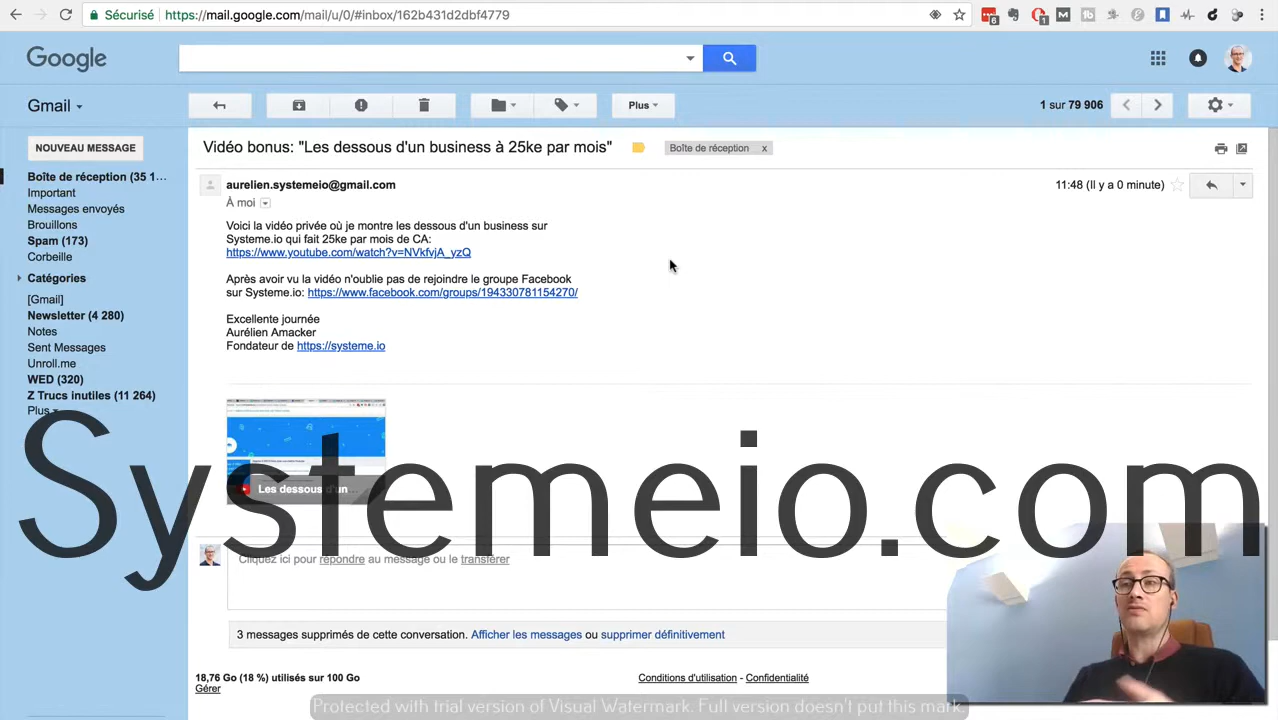 Sécurisé https://mail.google.com/mail/u/0/#inbox/162b431d2dbf4779
Google
Gmail
Plus
1 sur 79 906
NOUVEAU MESSAGE
Boîte de réception (35 1...
Important
Messages envoyés
Brouillons
Spam (173)
Corbeille
Catégories
[Gmail]
Newsletter (4 280)
Notes
Sent Messages
Unroll.me
WED (320)
Z Trucs inutiles (11 264)
Plus
Vidéo bonus: "Les dessous d'un business à 25ke par mois"
Boîte de réception x
aurelien.systemeio@gmail.com
11:48 (Il y a 0 minute)
À moi
Voici la vidéo privée où je montre les dessous d'un business sur
Systeme.io qui fait 25ke par mois de CA:
https://www.youtube.com/watch?v=NVkfvjA_yzQ
Après avoir vu la vidéo n'oublie pas de rejoindre le groupe Facebook
sur Systeme.io: https://www.facebook.com/groups/194330781154270/
Excellente journée
Aurélien Amacker
Fondateur de https://systeme.io
Les dessous d'un...
Systemeio.com
Cliquez ici pour répondre au message ou le transférer
3 messages supprimés de cette conversation. Afficher les messages ou supprimer définitivement
18,76 Go (18 %) utilisés sur 100 Go
Gérer
Conditions d'utilisation - Confidentialité
Protected with trial version of Visual Watermark. Full version doesn't put this mark.